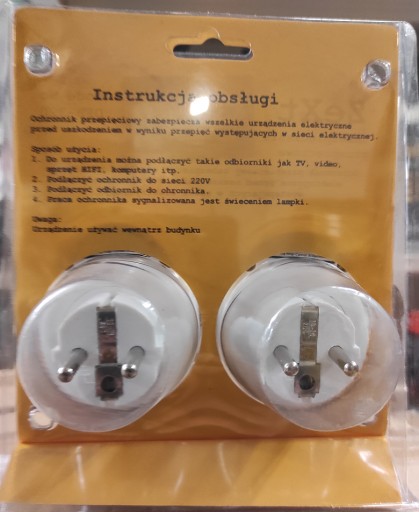 Instrukcja obsługi
Ochronnik przepięciowy zabezpiecza wszelkie urządzenia elektryczne
przed uszkodzeniem w wyniku przepięć występujących w sieci elektrycznej.
Sposób użycia:
1. Do urządzenia można podłączyć takie odbiorniki jak TV, video,
sprzęt HIFI, komputery itp.
2. Podłączyć ochronnik do sieci 220V
3. Podłączyć odbiornik do chronnika.
4. Praca ochronnika sygnalizowana jest świeceniem lampki.
Uwaga:
Urządzenie używać wewnątrz budynku